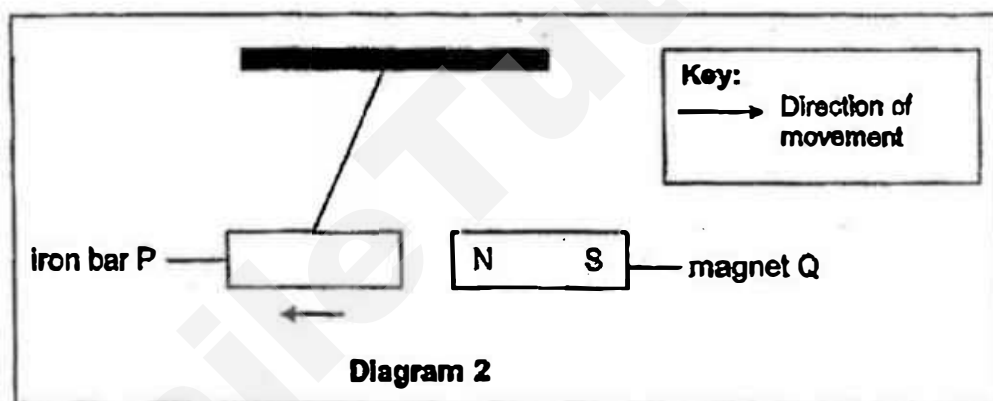 Key:
Direction of
movement
iron bar P
N S
magnet Q
Diagram 2